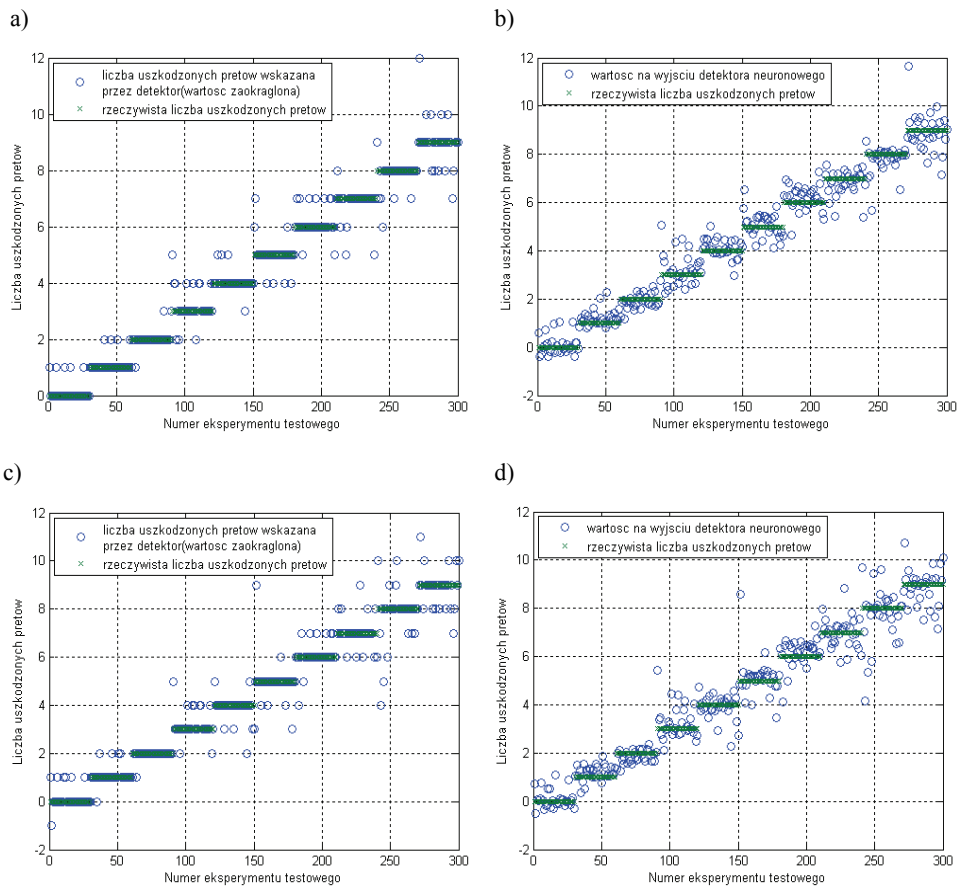 a)
b)
12
10
8
6
4
2
0
50
100
150
200
250
300
Liczba uszkodzonych pretow
Numer eksperymentu testowego
liczba uszkodzonych pretow wskazana
przez detektor(wartosc zaokraglona)
rzeczywista liczba uszkodzonych pretow
12
10
8
6
4
2
0
-2
0
50
100
150
200
250
300
Liczba uszkodzonych pretow
Numer eksperymentu testowego
wartosc na wyjsciu detektora neuronowego
rzeczywista liczba uszkodzonych pretow
c)
d)
12
10
8
6
4
2
0
-2
0
50
100
150
200
250
300
Liczba uszkodzonych pretow
Numer eksperymentu testowego
liczba uszkodzonych pretow wskazana
przez detektor(wartosc zaokraglona)
rzeczywista liczba uszkodzonych pretow
12
10
8
6
4
2
0
-2
0
50
100
150
200
250
300
Liczba uszkodzonych pretow
Numer eksperymentu testowego
wartosc na wyjsciu detektora neuronowego
rzeczywista liczba uszkodzonych pretow